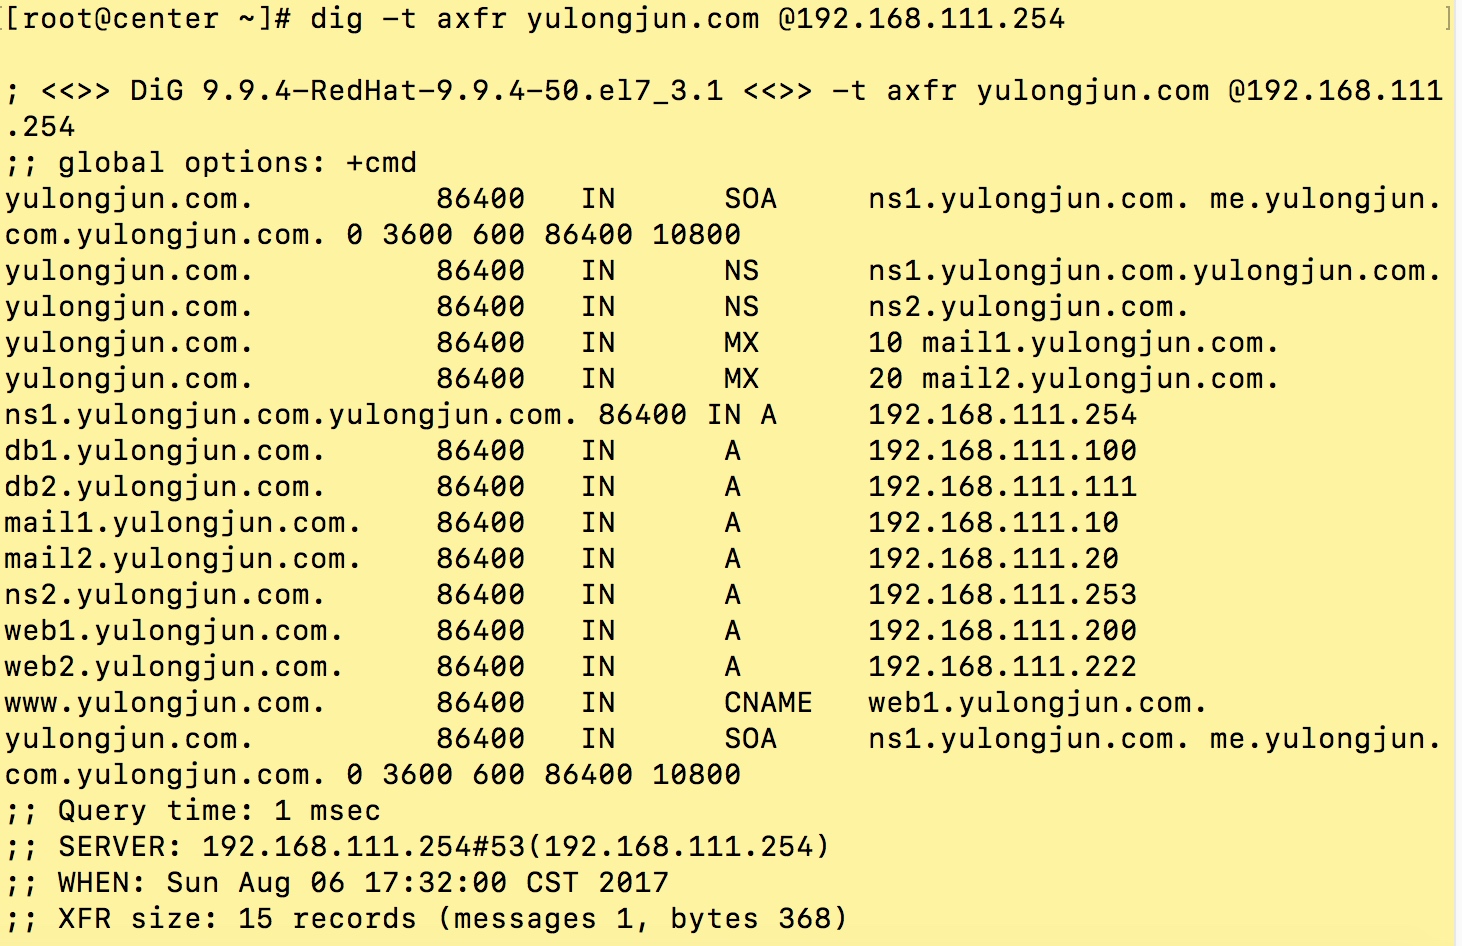 [[root@center ~]# dig -t axfr yulongjun.com @192.168.111.254 ]
; <<>> DiG 9.9.4-RedHat-9.9.4-50.el7_3.1 <<>> -t axfr yulongjun.com @192.168.111
.254
;; global options: +cmd
yulongjun.com. 86400 IN SOA ns1.yulongjun.com. me.yulongjun.
com.yulongjun.com. 0 3600 600 86400 10800
yulongjun.com. 86400 IN NS ns1.yulongjun.com.yulongjun.com.
yulongjun.com. 86400 IN NS ns2.yulongjun.com.
yulongjun.com. 86400 IN MX 10 mail1.yulongjun.com.
yulongjun.com. 86400 IN MX 20 mail2.yulongjun.com.
ns1.yulongjun.com.yulongjun.com. 86400 IN A 192.168.111.254
db1.yulongjun.com. 86400 IN A 192.168.111.100
db2.yulongjun.com. 86400 IN A 192.168.111.111
mail1.yulongjun.com. 86400 IN A 192.168.111.10
mail2.yulongjun.com. 86400 IN A 192.168.111.20
ns2.yulongjun.com. 86400 IN A 192.168.111.253
web1.yulongjun.com. 86400 IN A 192.168.111.200
web2.yulongjun.com. 86400 IN A 192.168.111.222
www.yulongjun.com. 86400 IN CNAME web1.yulongjun.com.
yulongjun.com. 86400 IN SOA ns1.yulongjun.com. me.yulongjun.
com.yulongjun.com. 0 3600 600 86400 10800
;; Query time: 1 msec
;; SERVER: 192.168.111.254#53(192.168.111.254)
;; WHEN: Sun Aug 06 17:32:00 CST 2017
;; XFR size: 15 records (messages 1, bytes 368)